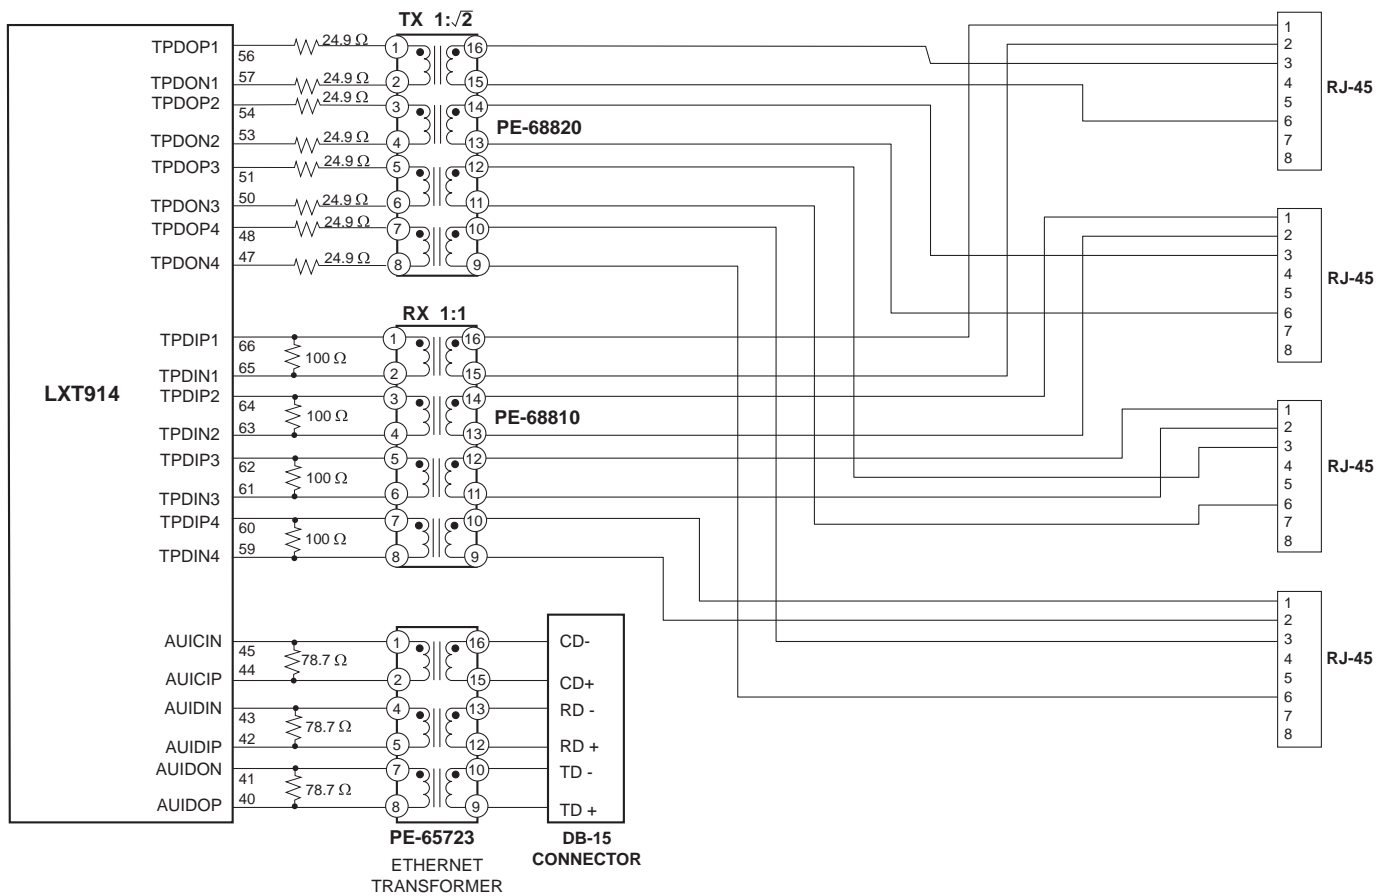 TX 1:√2
TPDOP1 56 24.9 Ω 1 16
TPDON1 57 24.9 Ω 2 15
TPDOP2 54 24.9 Ω 3 14
PE-68820
TPDON2 53 24.9 Ω 4 13
TPDOP3 51 24.9 Ω 5 12
TPDON3 50 24.9 Ω 6 11
TPDOP4 48 24.9 Ω 7 10
TPDON4 47 24.9 Ω 8 9
RX 1:1
TPDIP1 66 1 16
100 Ω
TPDIN1 65 2 15
LXT914
TPDIP2 64 3 14
100 Ω
PE-68810
TPDIN2 63 4 13
TPDIP3 62 5 12
100 Ω
TPDIN3 61 6 11
TPDIP4 60 7 10
100 Ω
TPDIN4 59 8 9
AUICIN 45 1 16 CD-
78.7 Ω
AUICIP 44 2 15 CD+
AUIDIN 43 4 13 RD -
78.7 Ω
AUIDIP 42 5 12 RD +
AUIDON 41 7 10 TD -
78.7 Ω
AUIDOP 40 8 9 TD +
PE-65723
ETHERNET
TRANSFORMER
DB-15
CONNECTOR
1
2
3
4
5
6
7
8
RJ-45
1
2
3
4
5
6
7
8
RJ-45
1
2
3
4
5
6
7
8
RJ-45
1
2
3
4
5
6
7
8
RJ-45